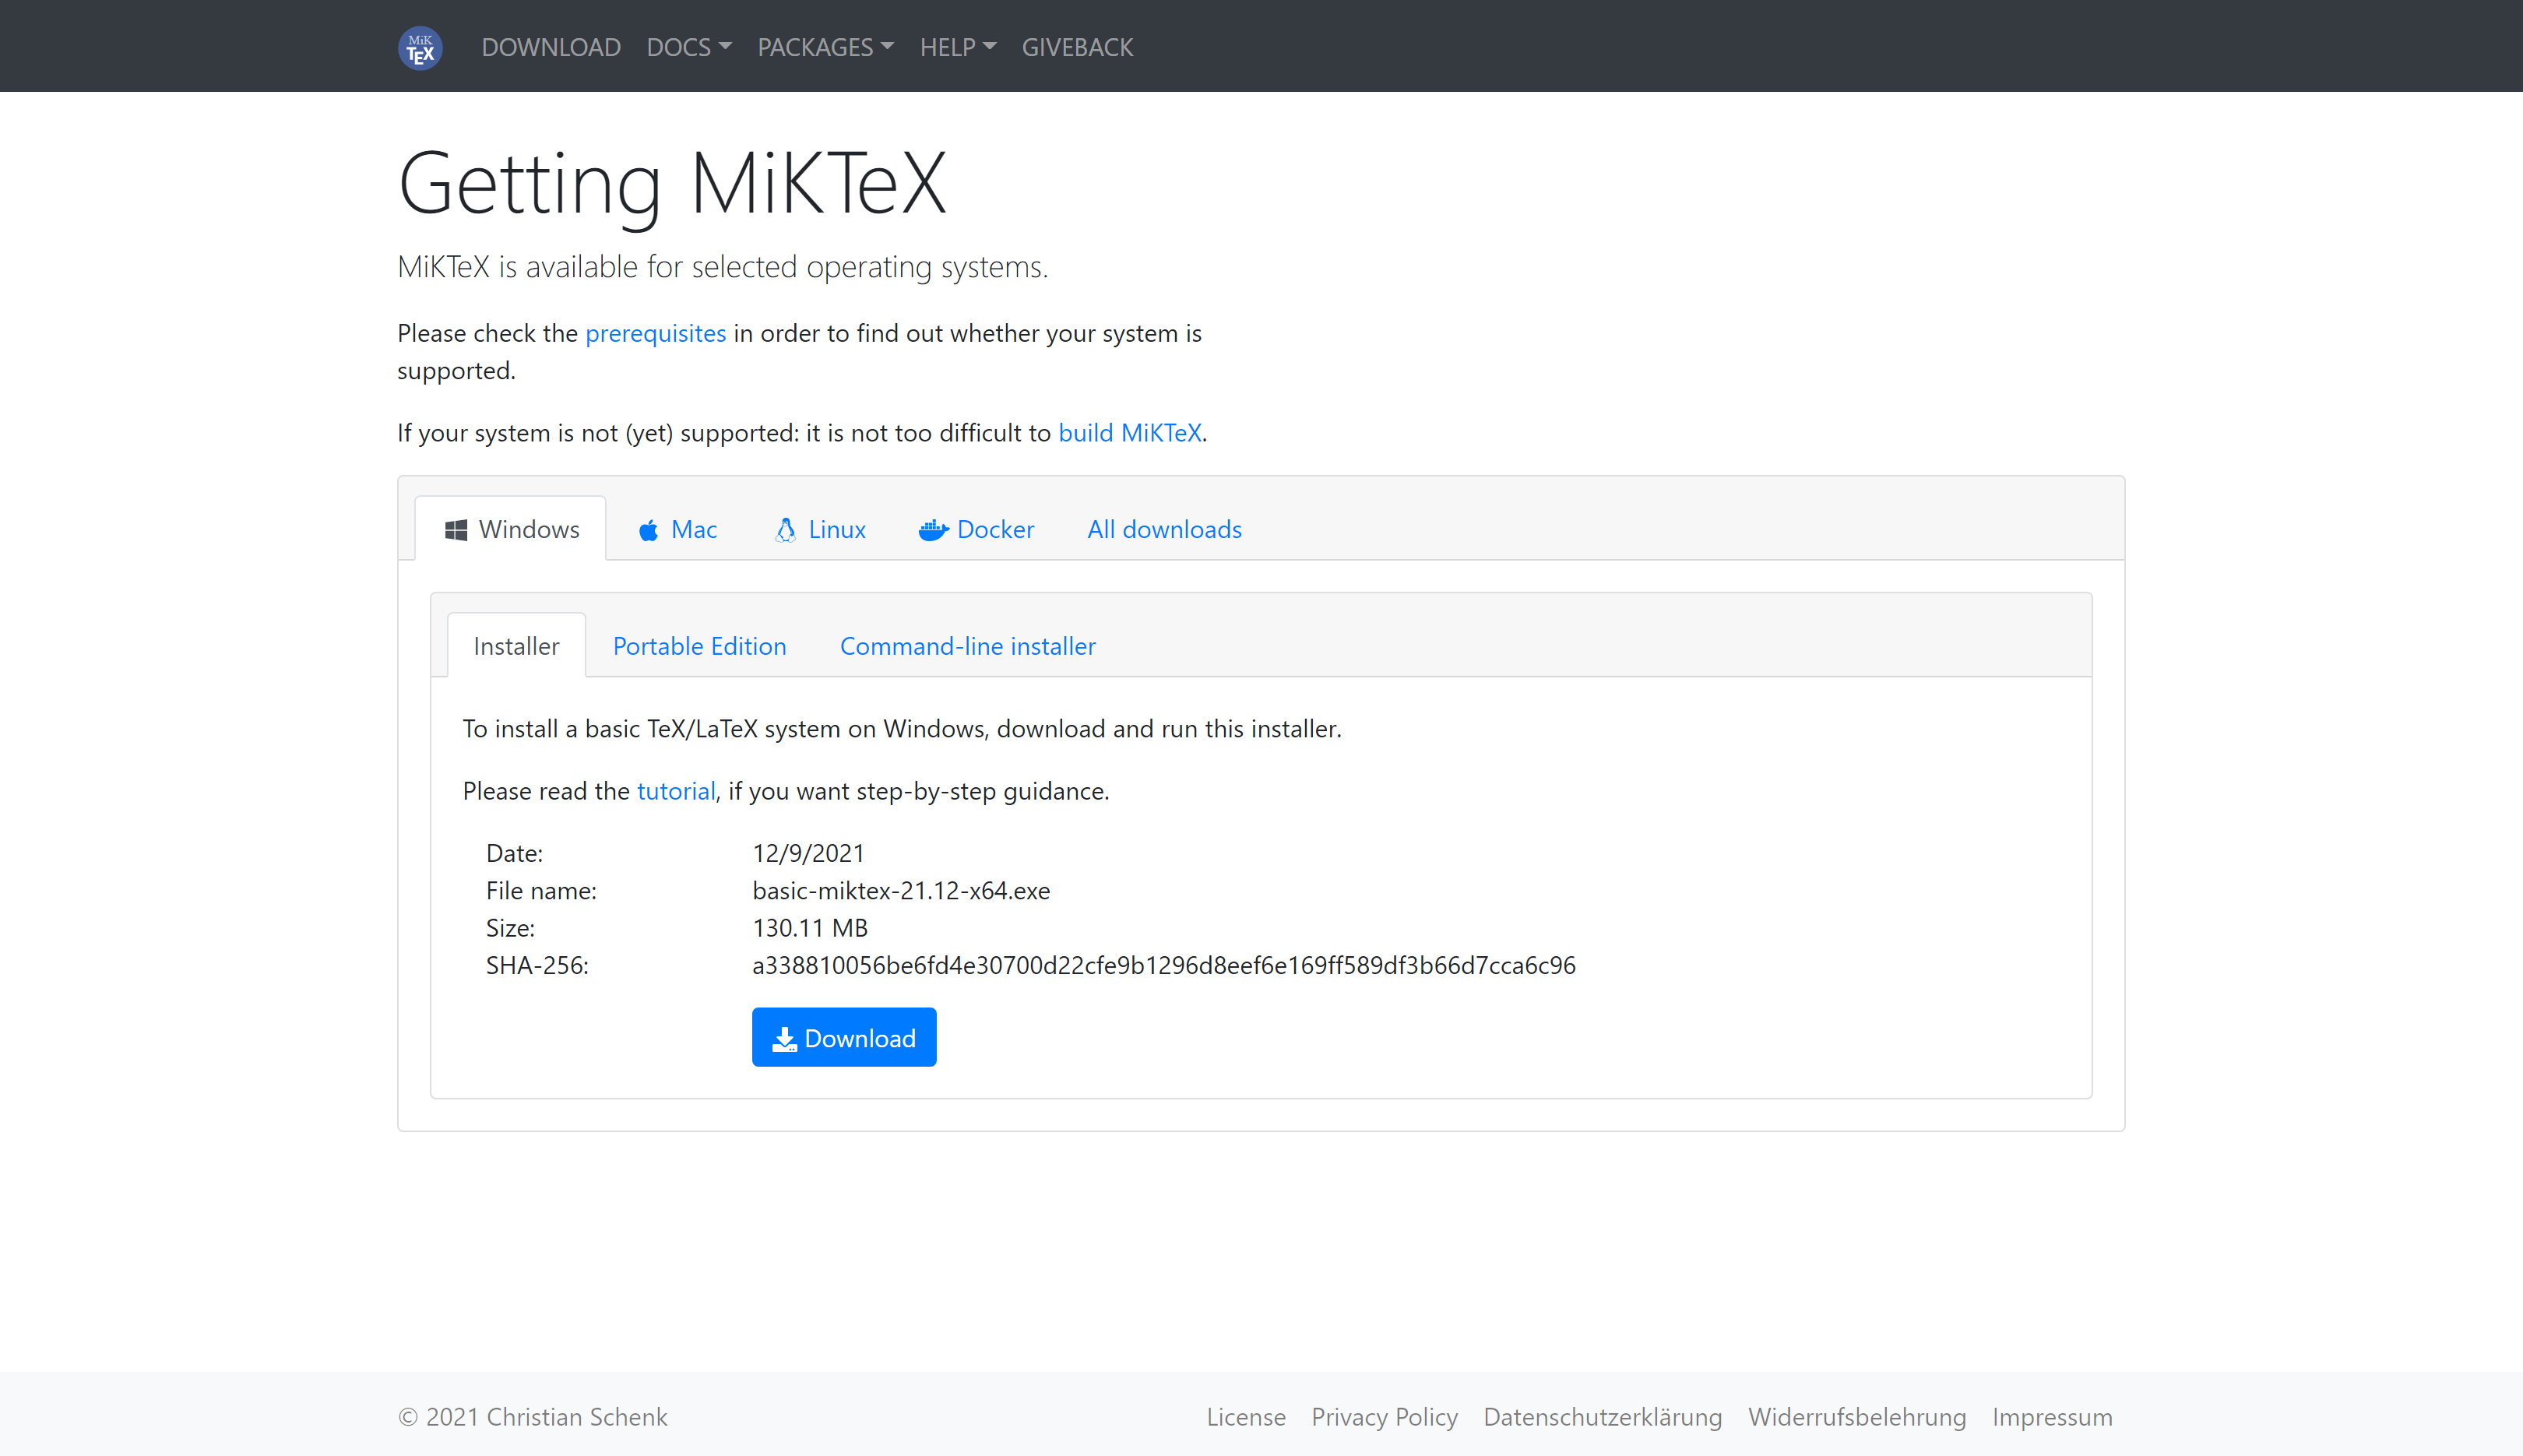 MiK
TEX
DOWNLOAD DOCS PACKAGES HELP GIVEBACK
Getting MiKTeX
MiKTeX is available for selected operating systems.
Please check the prerequisites in order to find out whether your system is
supported.
If your system is not (yet) supported: it is not too difficult to build MiKTeX.
Windows Mac Linux Docker All downloads
Installer Portable Edition Command-line installer
To install a basic TeX/LaTeX system on Windows, download and run this installer.
Please read the tutorial, if you want step-by-step guidance.
Date: 12/9/2021
File name: basic-miktex-21.12-x64.exe
Size: 130.11 MB
SHA-256: a338810056be6fd4e30700d22cfe9b1296d8eef6e169ff589df3b66d7cca6c96
Download
© 2021 Christian Schenk License Privacy Policy Datenschutzerklärung Widerrufsbelehrung Impressum